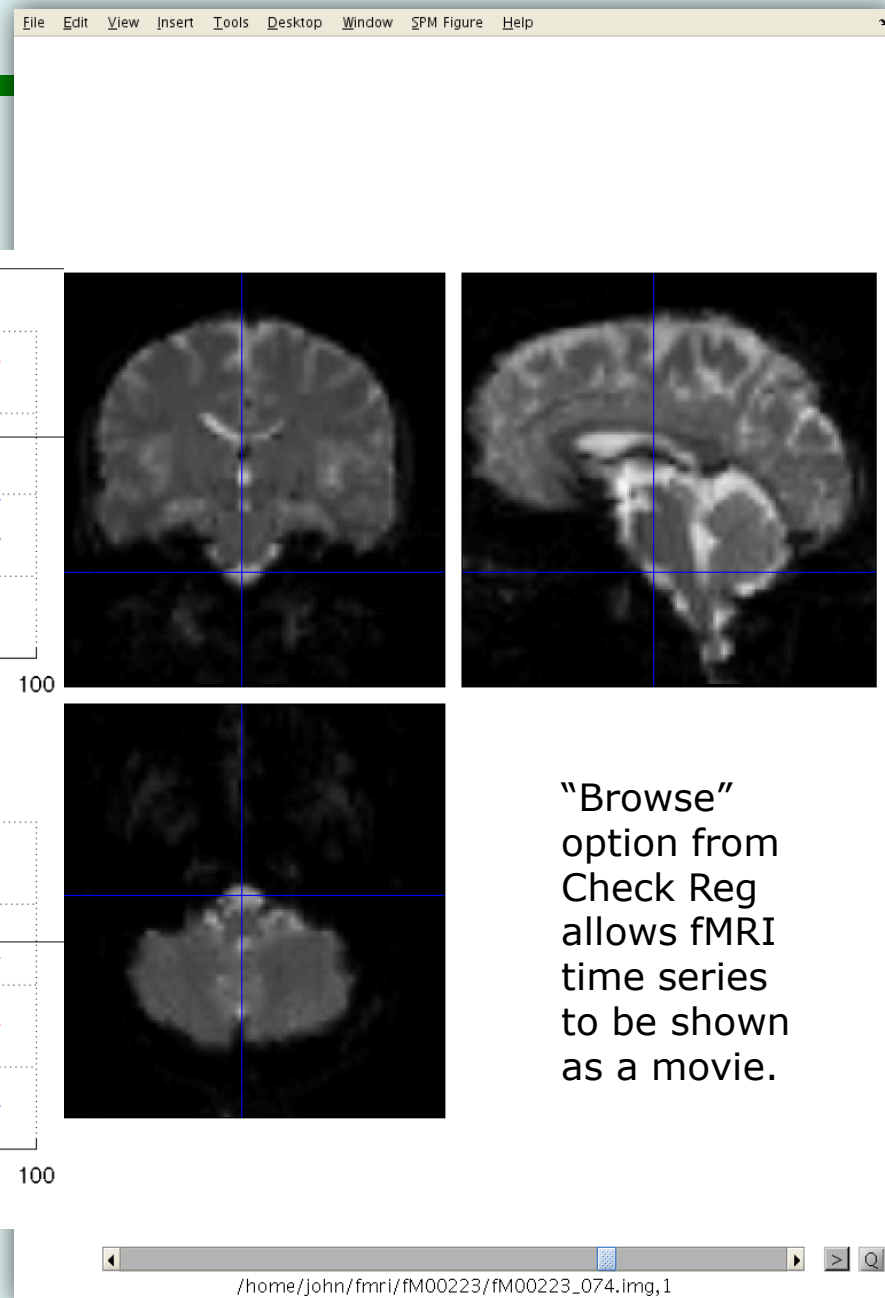 File Edit View Insert Tools Desktop Window SPM Figure Help
100
“Browse”
option from
Check Reg
allows fMRI
time series
to be shown
as a movie.
100
> Q
/home/john/fmri/fM00223/fM00223_074.img,1